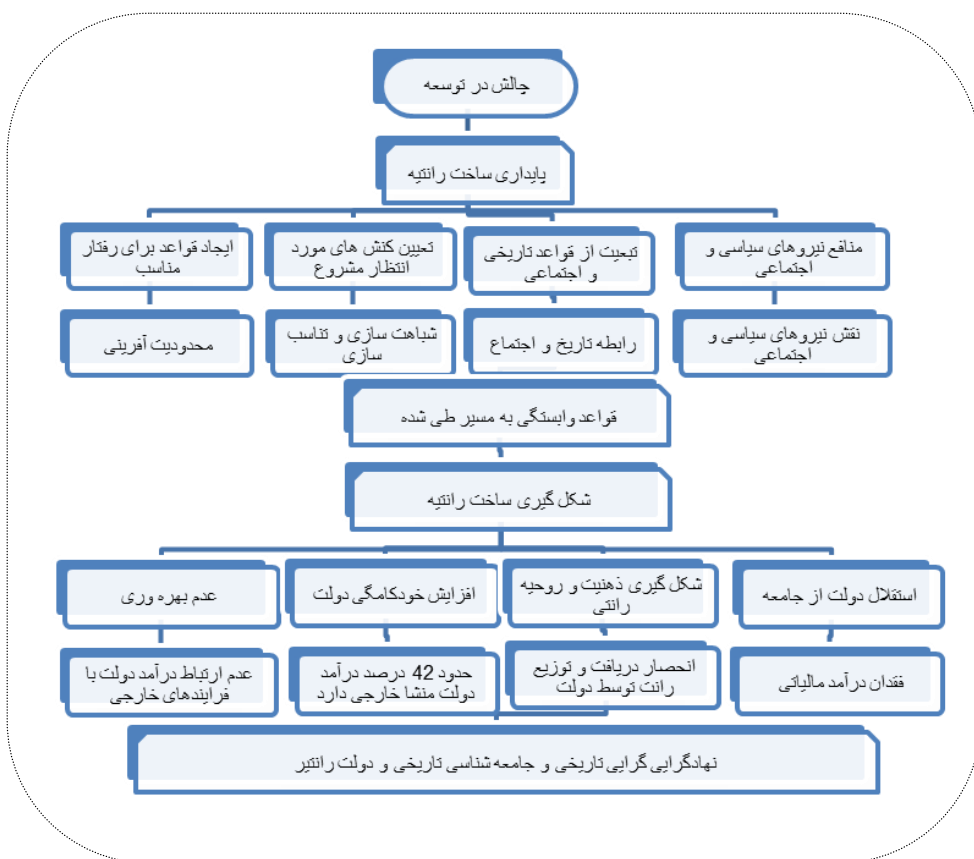 چالش در توسعه
پایداری ساخت رانتیه
منافع نیروهای سیاسی و
اجتماعی
تبعیت از قواعد تاریخی
و اجتماعی
تعیین کنش های مورد
انتظار مشروع
ایجاد قواعد برای رفتار
مناسب
نقش نیروهای سیاسی و
اجتماعی
رابطه تاریخ و اجتماع
شباهت سازی و تناسب
سازی
محدودیت آفرینی
قواعد وابستگی به مسیر طی شده
شکل گیری ساخت رانتیه
استقلال دولت از جامعه
شکل گیری ذهنیت و روحیه
رانتی
افزایش خودکامگی دولت
عدم بهره وری
فقدان درآمد مالیاتی
انحصار دریافت و توزیع
رانت توسط دولت
حدود 42 درصد درآمد
دولت منشا خارجی دارد
عدم ارتباط درآمد دولت با
فرایندهای خارجی
نهادگرایی گرایی تاریخی و جامعه شناسی تاریخی و دولت رانتیر